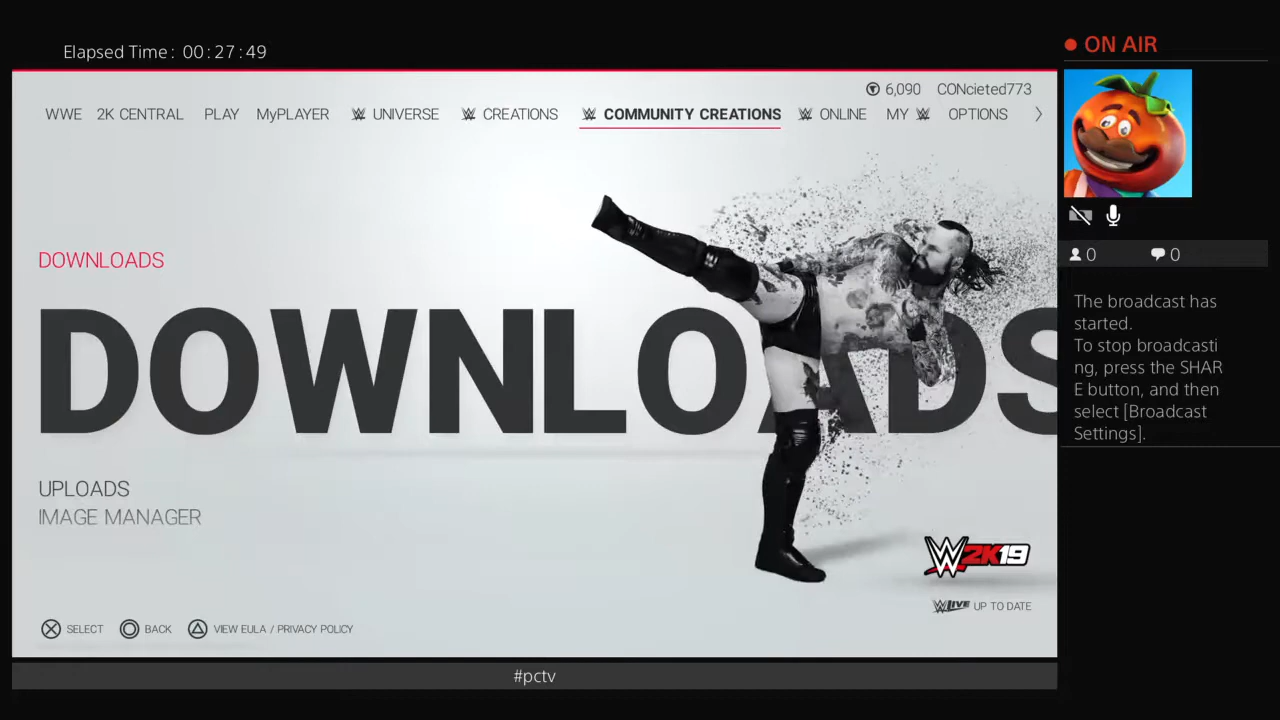 Elapsed Time: 00:27:49
ON AIR
6,090 CONcieted773
WWE 2K CENTRAL PLAY MyPLAYER UNIVERSE CREATIONS COMMUNITY CREATIONS ONLINE MY OPTIONS
0 0
DOWNLOADS
DOWNLOADS
UPLOADS
IMAGE MANAGER
The broadcast has
started.
To stop broadcasti
ng, press the SHAR
E button, and then
select [Broadcast
Settings].
W 2K19
LIVE UP TO DATE
SELECT BACK VIEW EULA / PRIVACY POLICY
#pctv